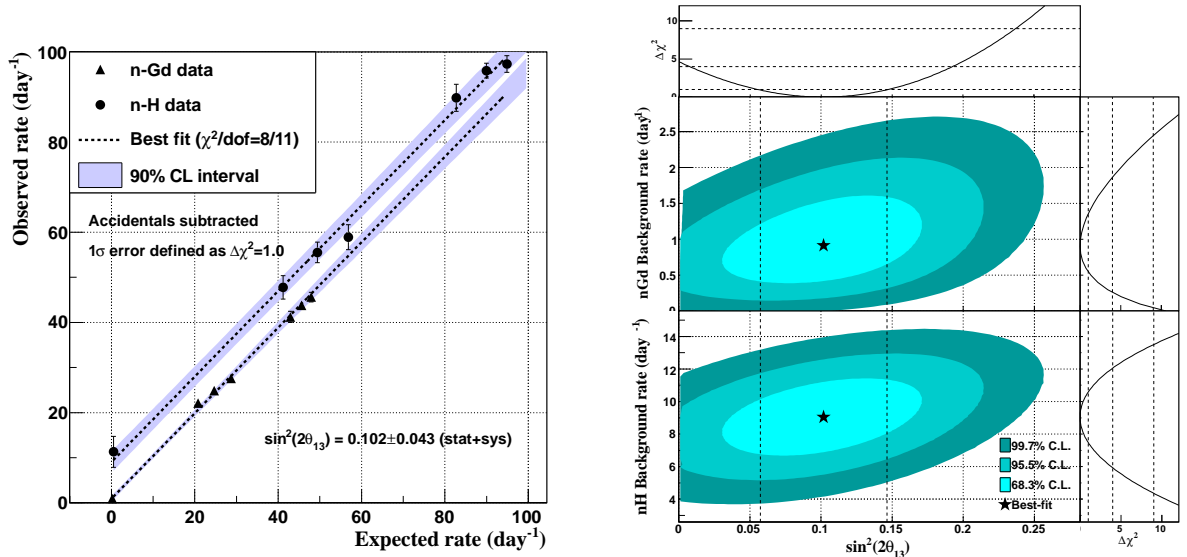 Observed rate (day⁻¹)
100
80
60
40
20
0
n-Gd data
n-H data
Best fit (χ²/dof=8/11)
90% CL interval
Accidentals subtracted
1σ error defined as Δχ²=1.0
sin²(2θ₁₃) = 0.102±0.043 (stat+sys)
0 20 40 60 80 100
Expected rate (day⁻¹)
Δχ²
10
5
0
nGd Background rate (day⁻¹)
2.5
2
1.5
1
0.5
0
nH Background rate (day⁻¹)
14
12
10
8
6
4
99.7% C.L.
95.5% C.L.
68.3% C.L.
Best-fit
0 0.05 0.1 0.15 0.2 0.25
sin²(2θ₁₃)
5 10
Δχ²